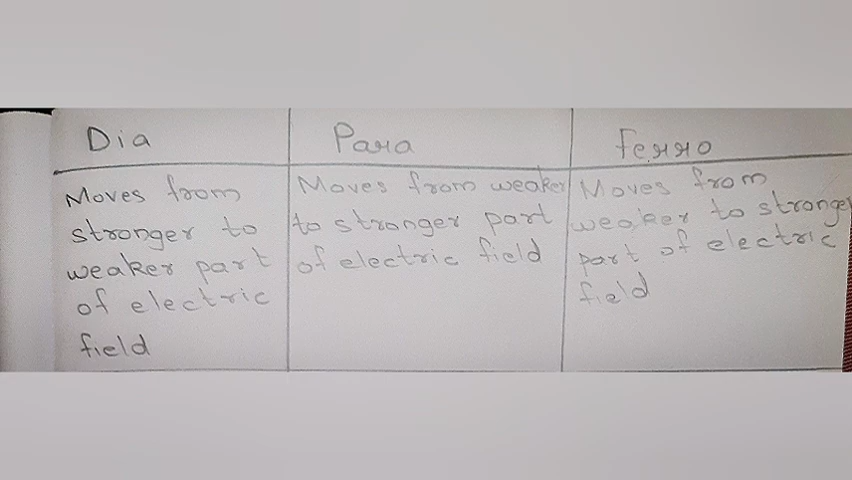 Dia
Para
Ferro
Moves from
stronger to
weaker part
of electric
field
Moves from weaker
to stronger part
of electric field
Moves from
weaker to stronger
part of electric
field